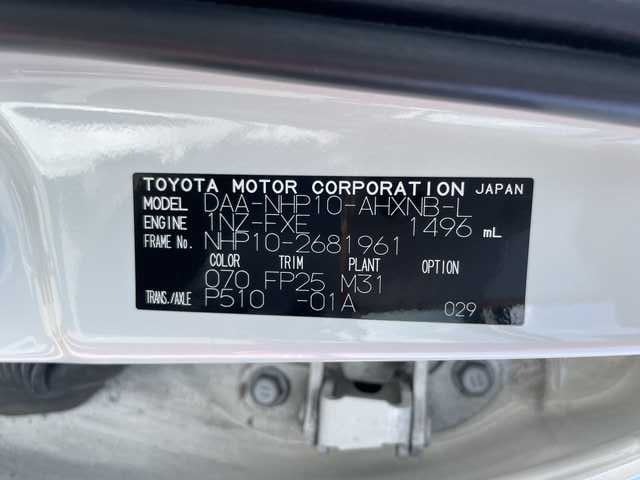 TOYOTA MOTOR CORPORATION JAPAN
MODEL DAA-NHP10-AHXNB-L
ENGINE 1NZ-FXE 1496 mL
FRAME No. NHP10-2681961
COLOR TRIM PLANT OPTION
070 FP25 M31
TRANS./AXLE P510 -01A 029